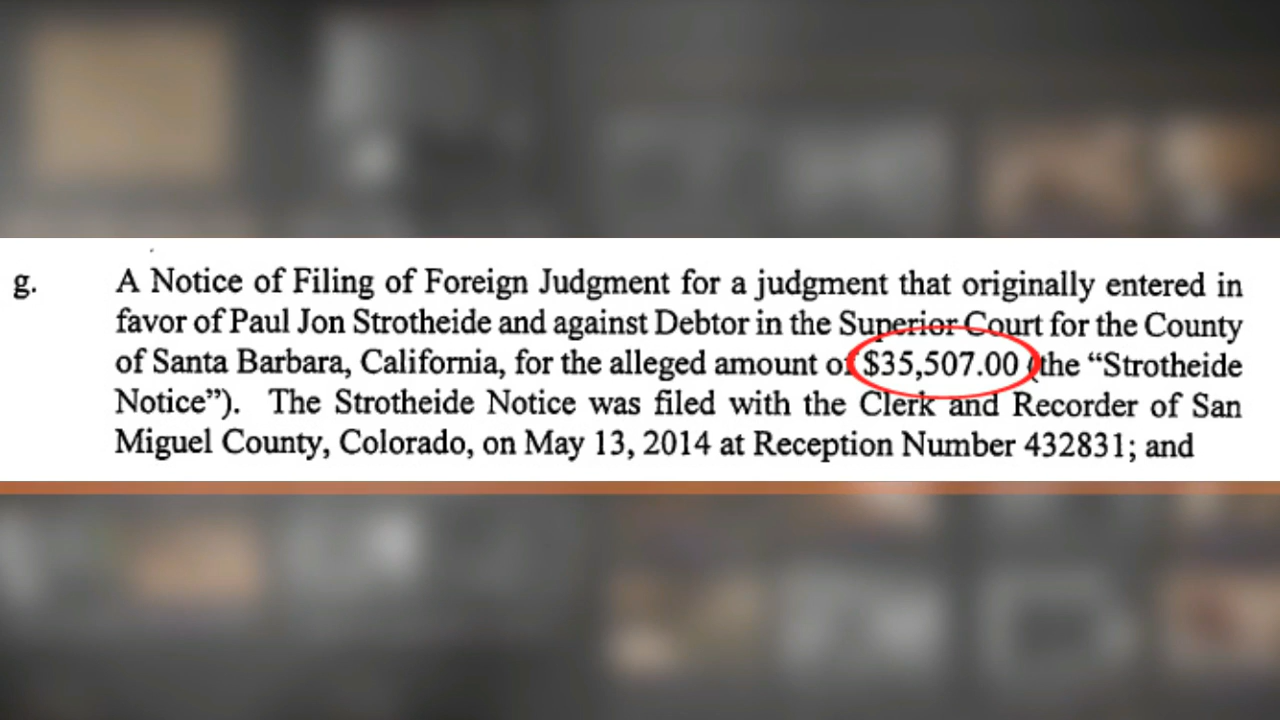 g. A Notice of Filing of Foreign Judgment for a judgment that originally entered in
favor of Paul Jon Strotheide and against Debtor in the Superior Court for the County
of Santa Barbara, California, for the alleged amount of $35,507.00 (the “Strotheide
Notice”). The Strotheide Notice was filed with the Clerk and Recorder of San
Miguel County, Colorado, on May 13, 2014 at Reception Number 432831; and